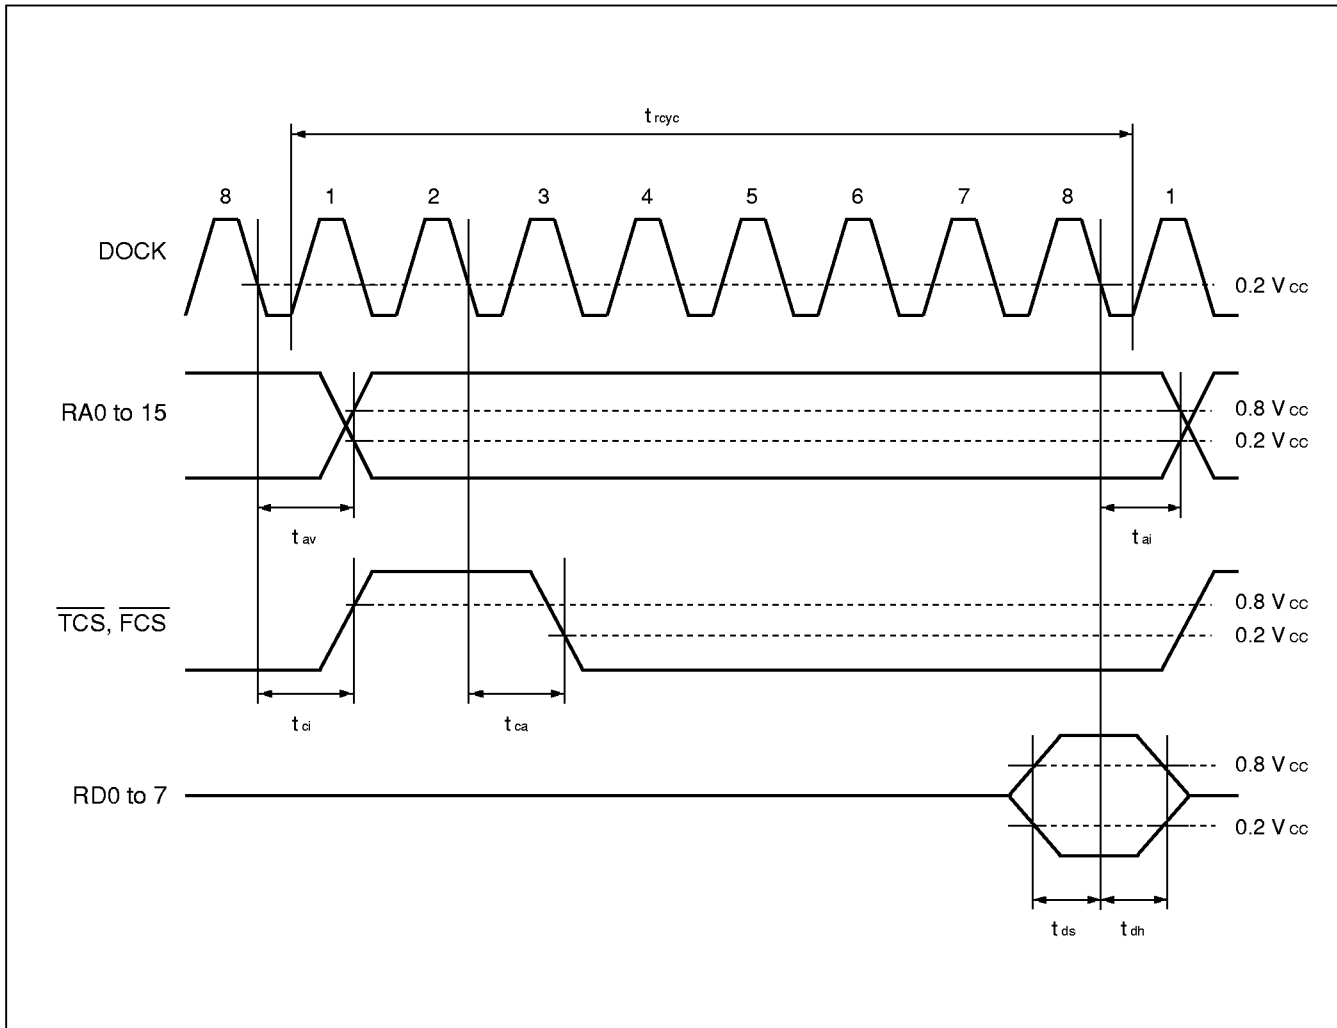 t rcyc
8 1 2 3 4 5 6 7 8 1
DOCK
0.2 V CC
RA0 to 15
0.8 V CC
0.2 V CC
t av
t ai
TCS, FCS
0.8 V CC
0.2 V CC
t ci
t ca
RD0 to 7
0.8 V CC
0.2 V CC
t ds
t dh